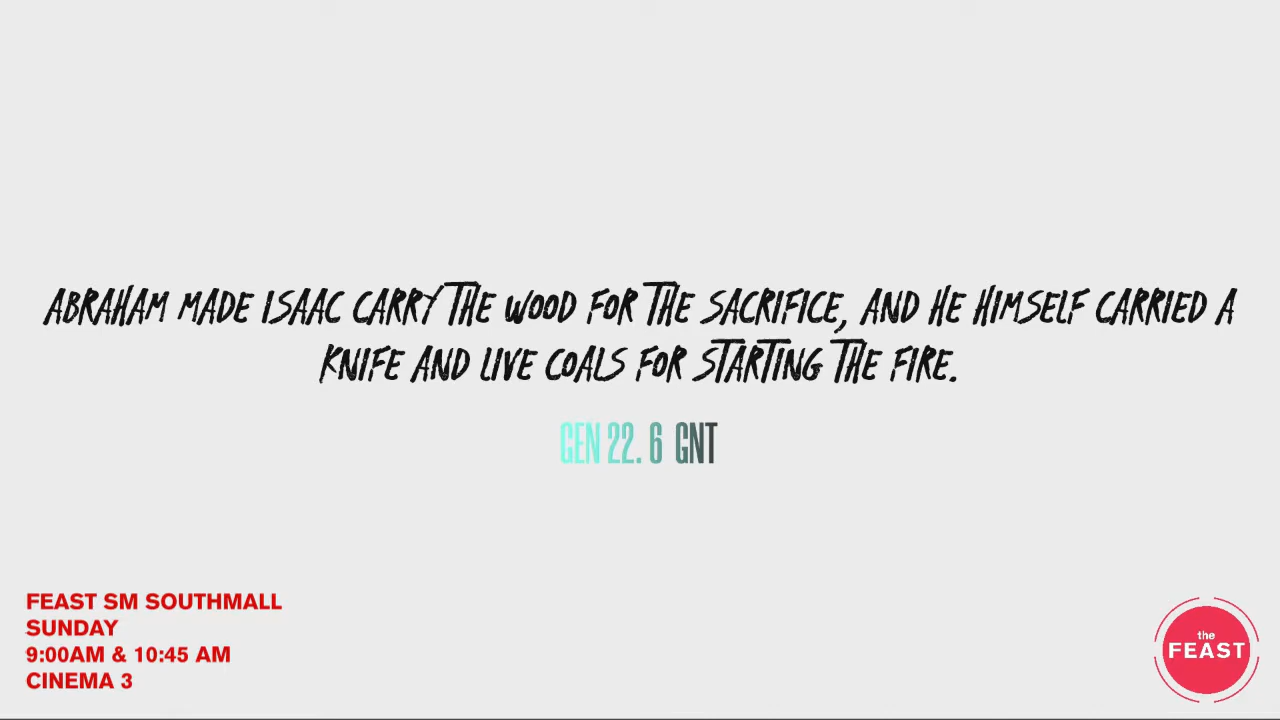 ABRAHAM MADE ISAAC CARRY THE WOOD FOR THE SACRIFICE, AND HE HIMSELF CARRIED A
KNIFE AND LIVE COALS FOR STARTING THE FIRE.
GEN 22. 6 GNT
FEAST SM SOUTHMALL
SUNDAY
9:00AM & 10:45 AM
CINEMA 3
the
FEAST